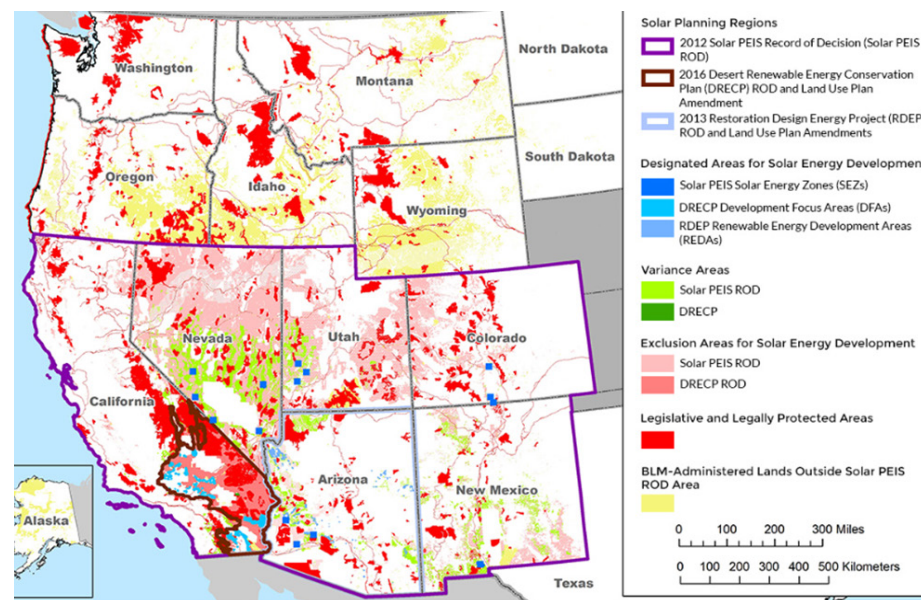 Washington
Montana
North Dakota
South Dakota
Oregon
Idaho
Wyoming
Nevada
Utah
Colorado
California
Arizona
New Mexico
Alaska
Texas
Solar Planning Regions
2012 Solar PEIS Record of Decision (Solar PEIS
ROD)
2016 Desert Renewable Energy Conservation
Plan (DRECP) ROD and Land Use Plan
Amendment
2013 Restoration Design Energy Project (RDEP
ROD and Land Use Plan Amendments
Designated Areas for Solar Energy Development
Solar PEIS Solar Energy Zones (SEZs)
DRECP Development Focus Areas (DFAs)
RDEP Renewable Energy Development Areas
(REDAs)
Variance Areas
Solar PEIS ROD
DRECP
Exclusion Areas for Solar Energy Development
Solar PEIS ROD
DRECP ROD
Legislative and Legally Protected Areas
BLM-Administered Lands Outside Solar PEIS
ROD Area
0 100 200 300 Miles
0 100 200 300 400 500 Kilometers